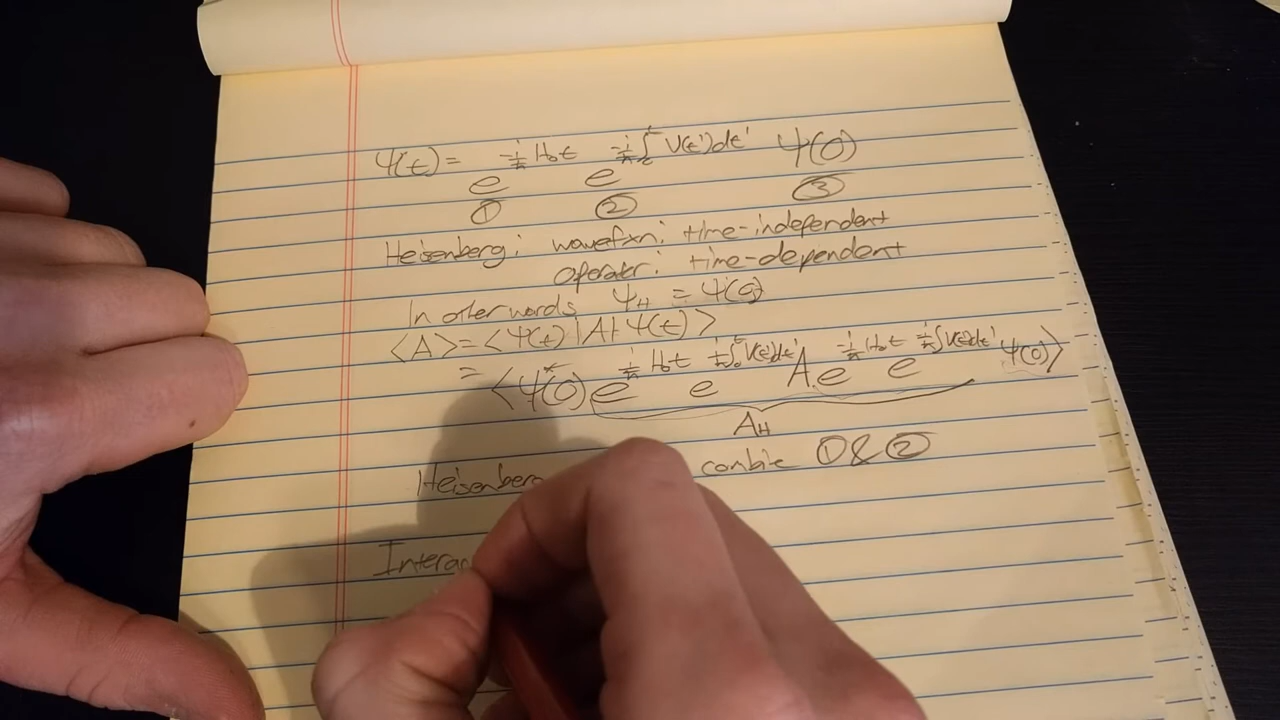 Ψ(t) = e^{-i/ħ H₀t} e^{-i/ħ ∫ᵗ V(t')dt'} Ψ(0)
① ② ③
Heisenberg: wavefxn: time-independent
operator: time-dependent
In other words, Ψ_H = Ψ(0)
⟨A⟩ = ⟨Ψ(t)|A|Ψ(t)⟩
= ⟨Ψ*(0) e^{i/ħ H₀t} e^{i/ħ ∫₀ᵗ V(t')dt'} A e^{-i/ħ H₀t} e^{-i/ħ ∫ V(t')dt'} Ψ(0)⟩
A_H
Heisenberg combine ① & ②
Interac